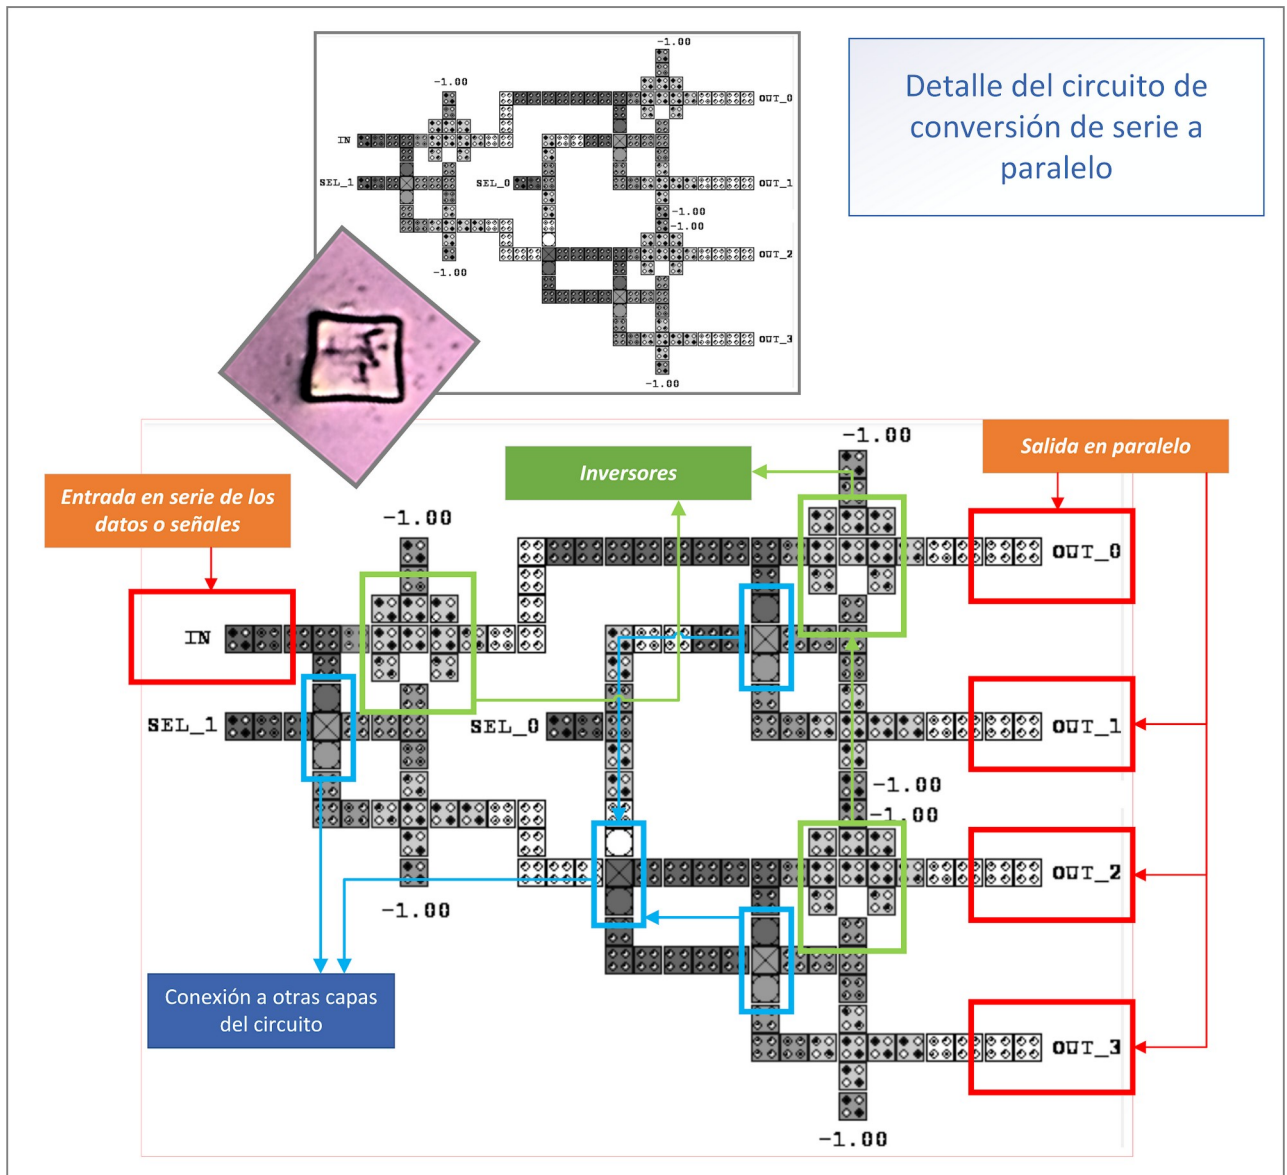 -1.00
-1.00
OUT_0
IN
SEL_1
SEL_0
OUT_1
-1.00
-1.00
OUT_2
-1.00
OUT_3
-1.00
Detalle del circuito de
conversión de serie a
paralelo
Entrada en serie de los
datos o señales
Inversores
Salida en paralelo
-1.00
-1.00
OUT_0
IN
SEL_1
SEL_0
OUT_1
-1.00
-1.00
OUT_2
-1.00
Conexión a otras capas
del circuito
OUT_3
-1.00